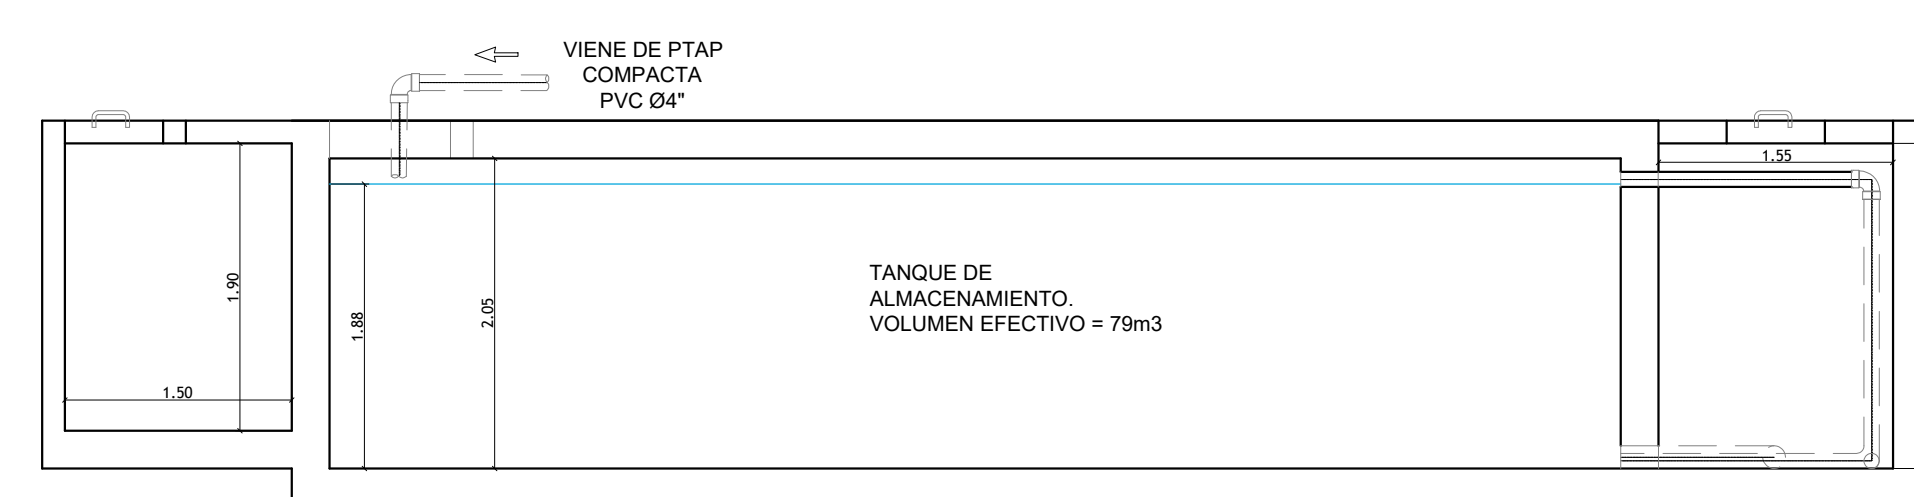 VIENE DE PTAP
COMPACTA
PVC Ø4"
1.55
1.90
1.88
2.05
TANQUE DE
ALMACENAMIENTO.
VOLUMEN EFECTIVO = 79m3
1.50